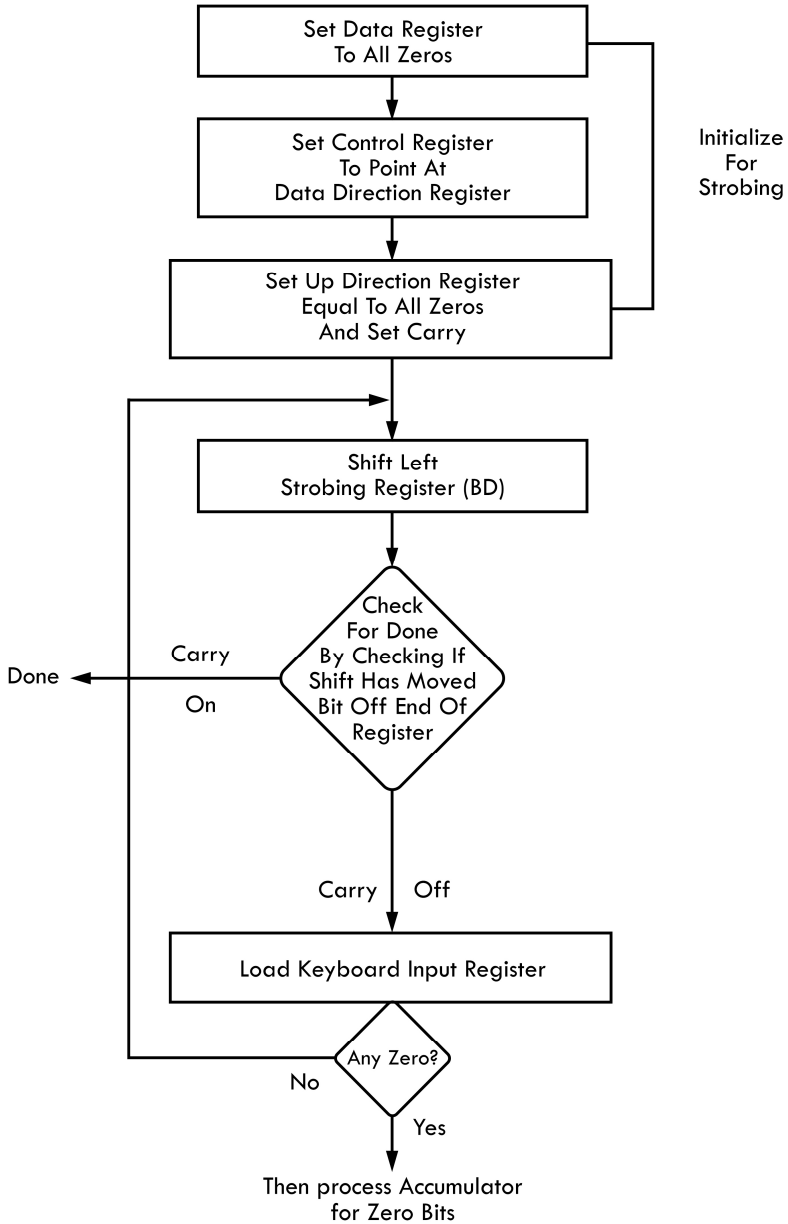 Set Data Register
To All Zeros
Set Control Register
To Point At
Data Direction Register
Initialize
For
Strobing
Set Up Direction Register
Equal To All Zeros
And Set Carry
Shift Left
Strobing Register (BD)
Check
For Done
By Checking If
Shift Has Moved
Bit Off End Of
Register
Carry
On
Done
Carry Off
Load Keyboard Input Register
Any Zero?
No
Yes
Then process Accumulator
for Zero Bits